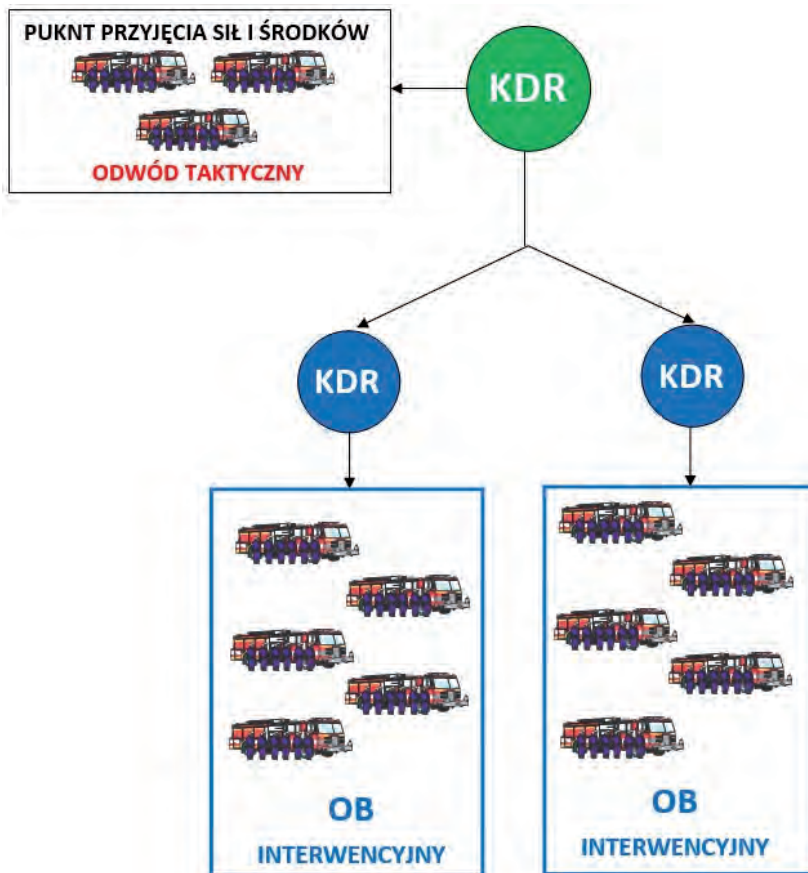 PUKNT PRZYJĘCIA SIŁ I ŚRODKÓW
ODWÓD TAKTYCZNY
KDR
KDR
KDR
OB
INTERWENCYJNY
OB
INTERWENCYJNY